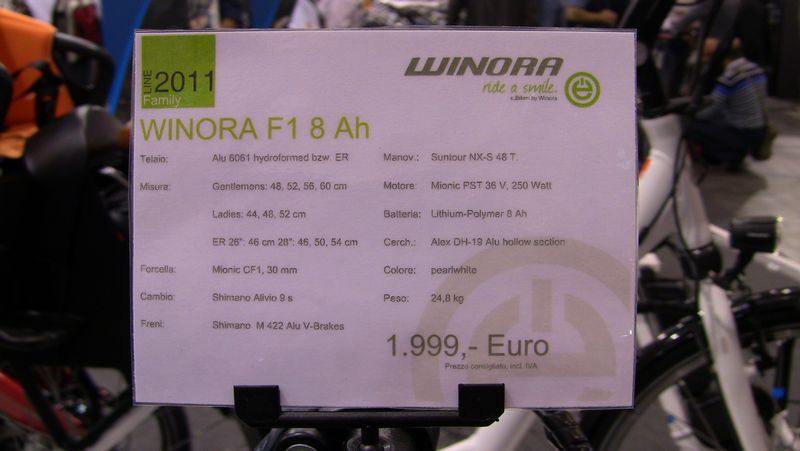 LINE 2011
Family
WINORA
ride a smile.
e.Bikes by Winora
WINORA F1 8 Ah
Telaio: Alu 6061 hydroformed bzw. ER
Misure: Gentlemens: 48, 52, 56, 60 cm
Ladies: 44, 48, 52 cm
ER 26": 46 cm 28": 46, 50, 54 cm
Forcella: Mionic CF1, 30 mm
Cambio: Shimano Alivio 9 s
Freni: Shimano M 422 Alu V-Brakes
Manov.: Suntour NX-S 48 T.
Motore: Mionic PST 36 V, 250 Watt
Batteria: Lithium-Polymer 8 Ah
Cerch.: Alex DH-19 Alu hollow section
Colore: pearlwhite
Peso: 24,8 kg
1.999,- Euro
Prezzo consigliato, incl. IVA